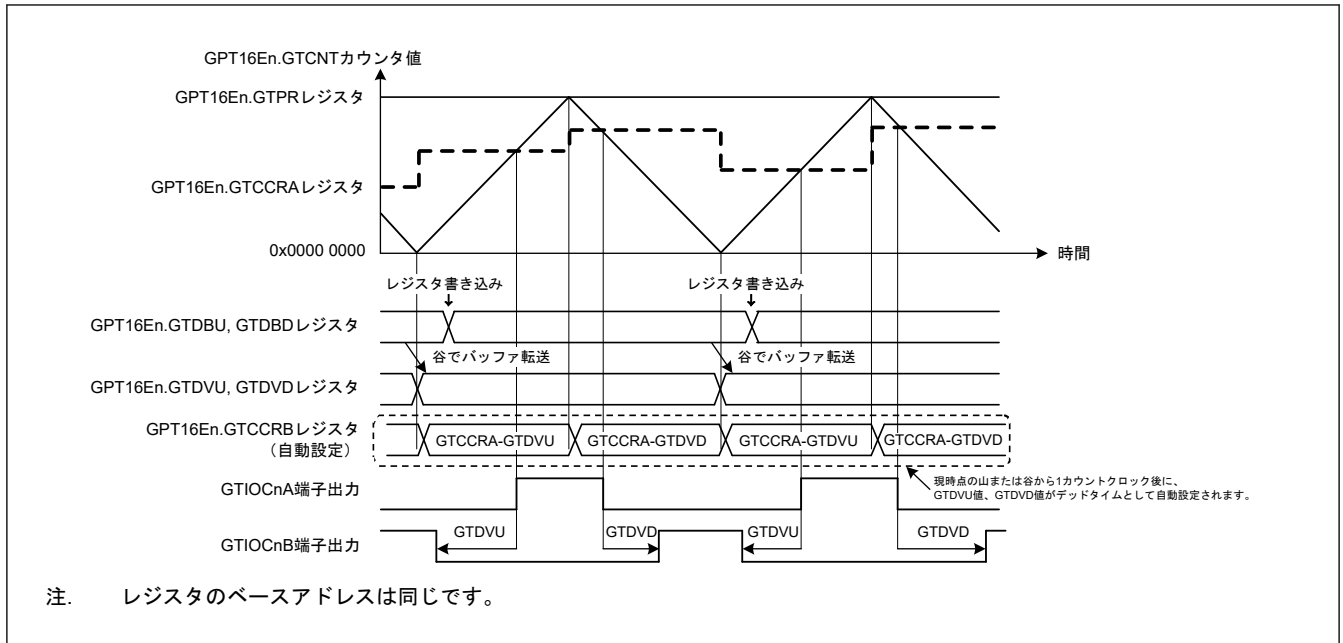 GPT16En.GTCNTカウンタ値
GPT16En.GTPRレジスタ
GPT16En.GTCCRAレジスタ
0x0000 0000
時間
レジスタ書き込み
レジスタ書き込み
GPT16En.GTDBU, GTDBDレジスタ
谷でバッファ転送
谷でバッファ転送
GPT16En.GTDVU, GTDVDレジスタ
GPT16En.GTCCRBレジスタ
（自動設定）
GTCCRA-GTDVU
GTCCRA-GTDVD
GTCCRA-GTDVU
GTCCRA-GTDVD
現時点の山または谷から1カウントクロック後に、
GTDVU値、GTDVD値がデッドタイムとして自動設定されます。
GTIOCnA端子出力
GTIOCnB端子出力
GTDVU
GTDVD
GTDVU
GTDVD
注. レジスタのベースアドレスは同じです。